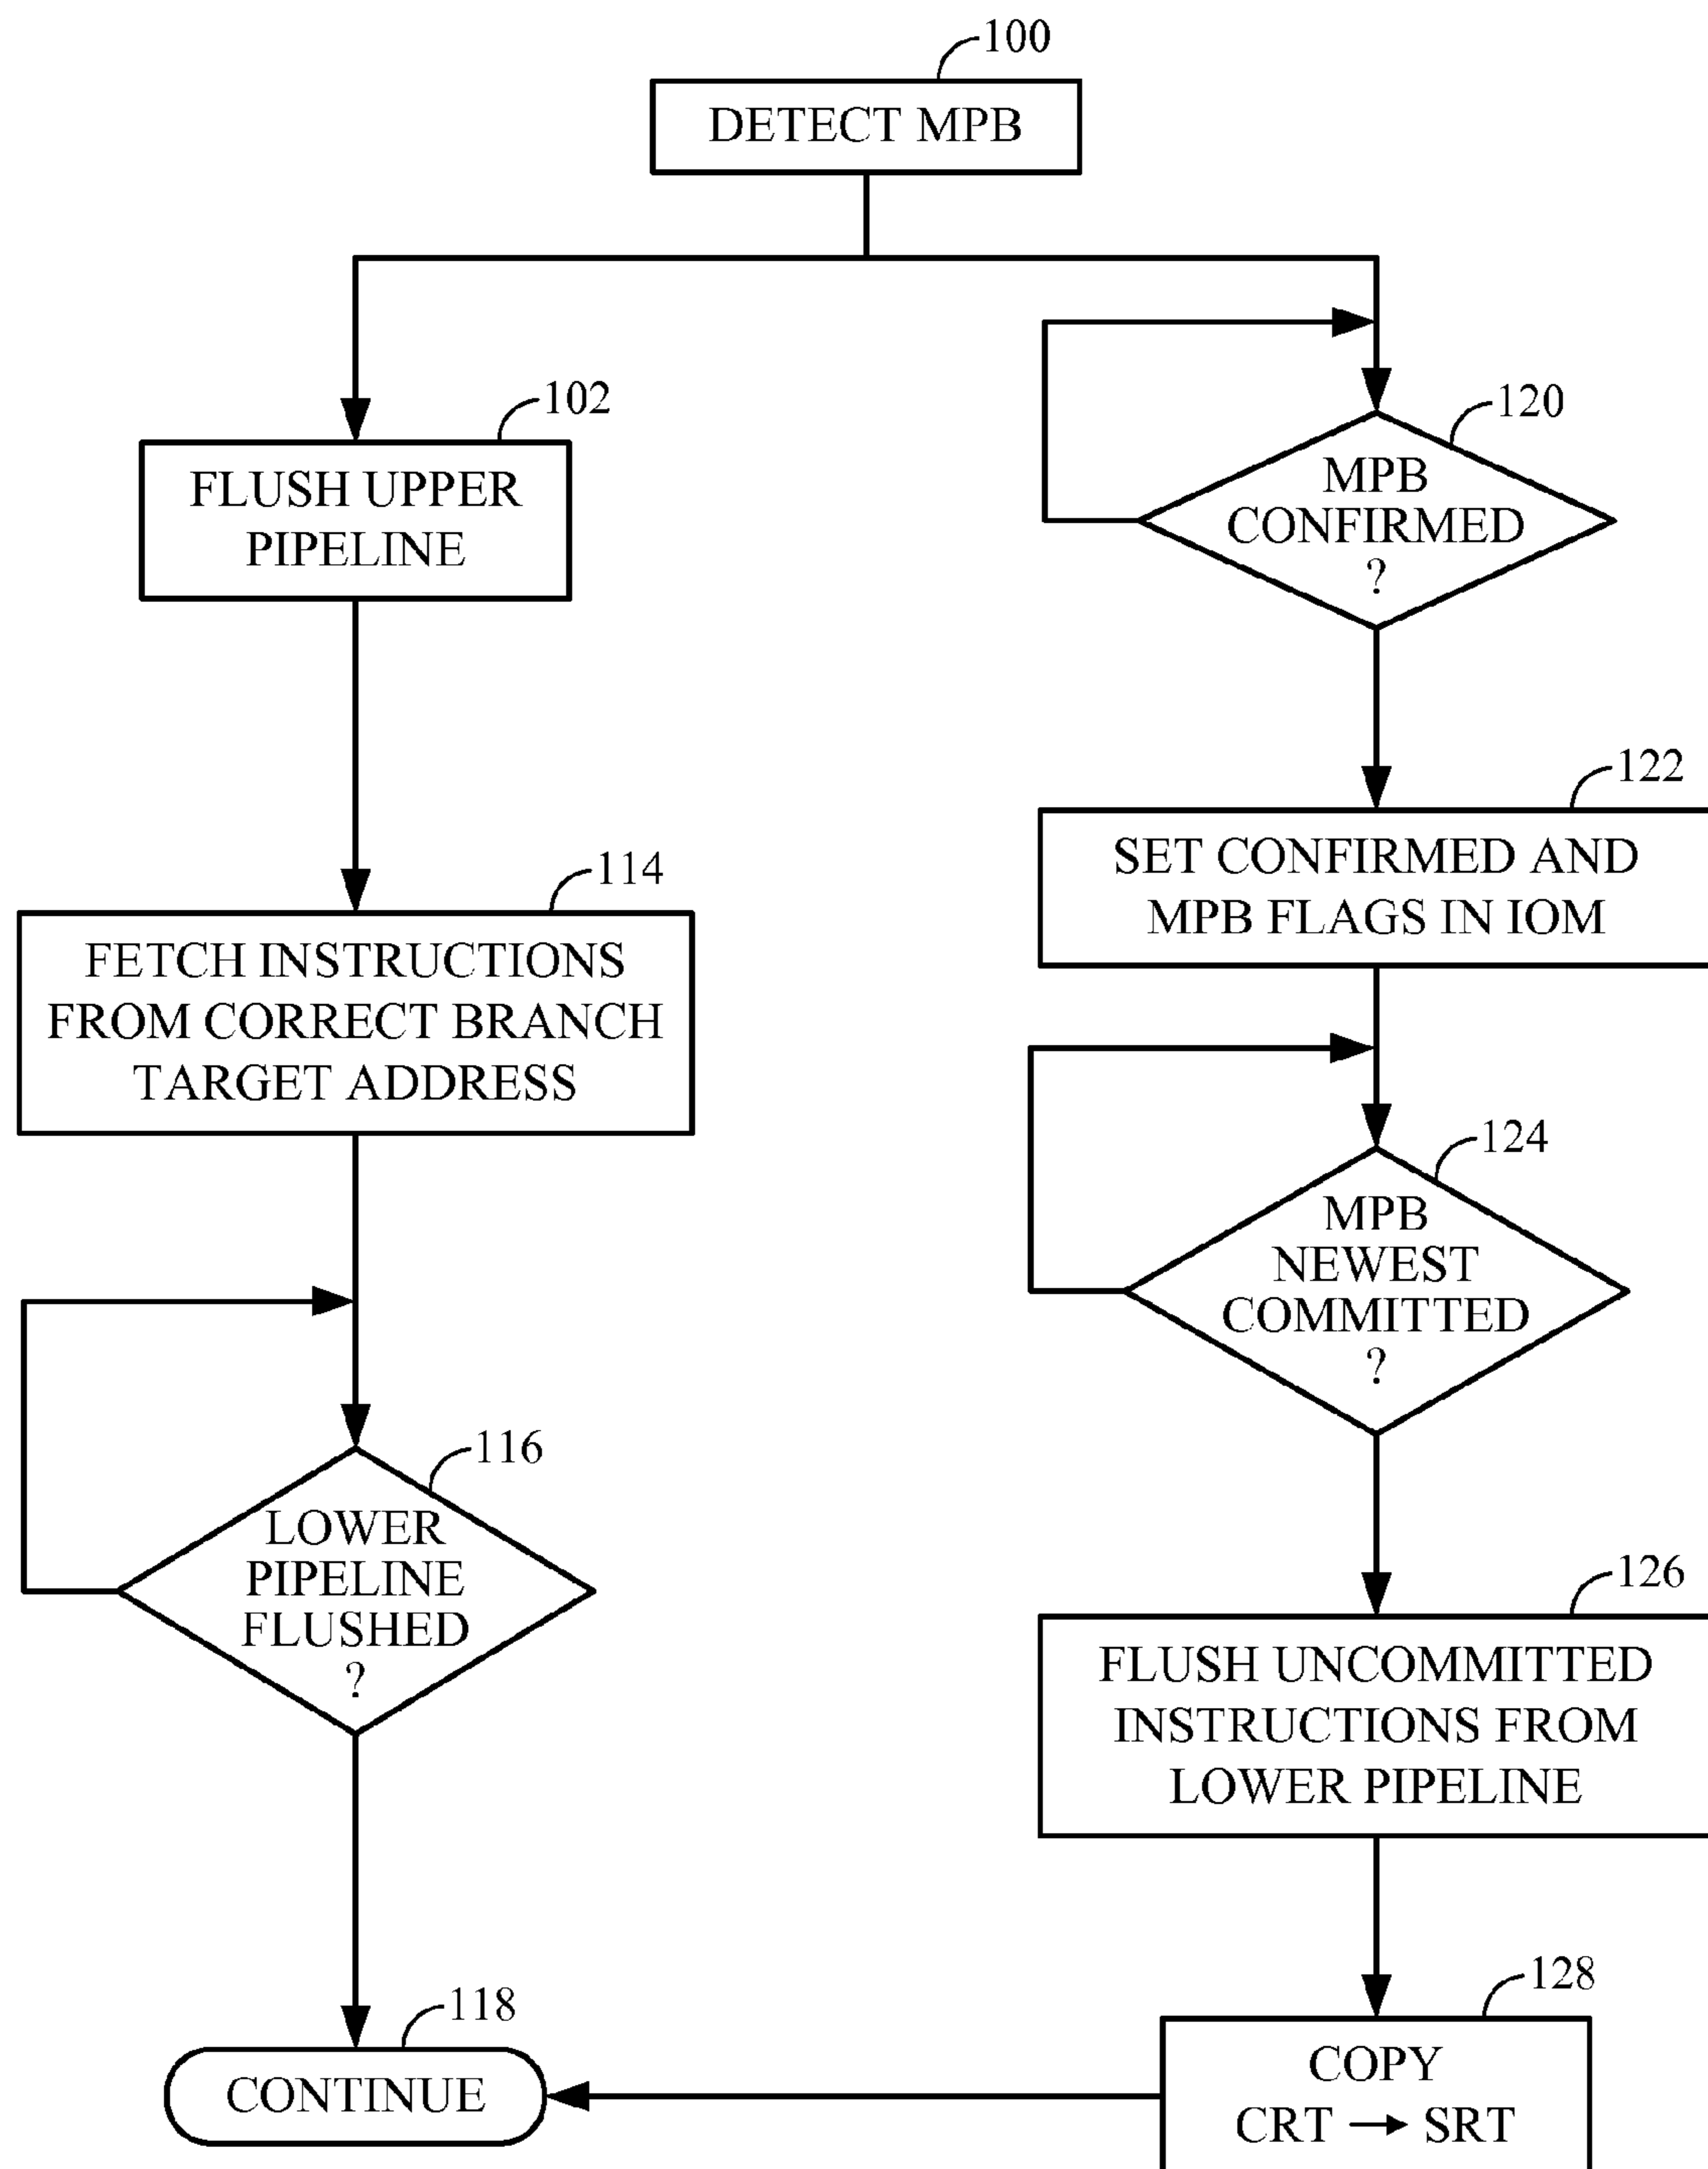 100
DETECT MPB
102
FLUSH UPPER
PIPELINE
114
FETCH INSTRUCTIONS
FROM CORRECT BRANCH
TARGET ADDRESS
116
LOWER
PIPELINE
FLUSHED
?
118
CONTINUE
120
MPB
CONFIRMED
?
122
SET CONFIRMED AND
MPB FLAGS IN IOM
124
MPB
NEWEST
COMMITTED
?
126
FLUSH UNCOMMITTED
INSTRUCTIONS FROM
LOWER PIPELINE
128
COPY
CRT → SRT